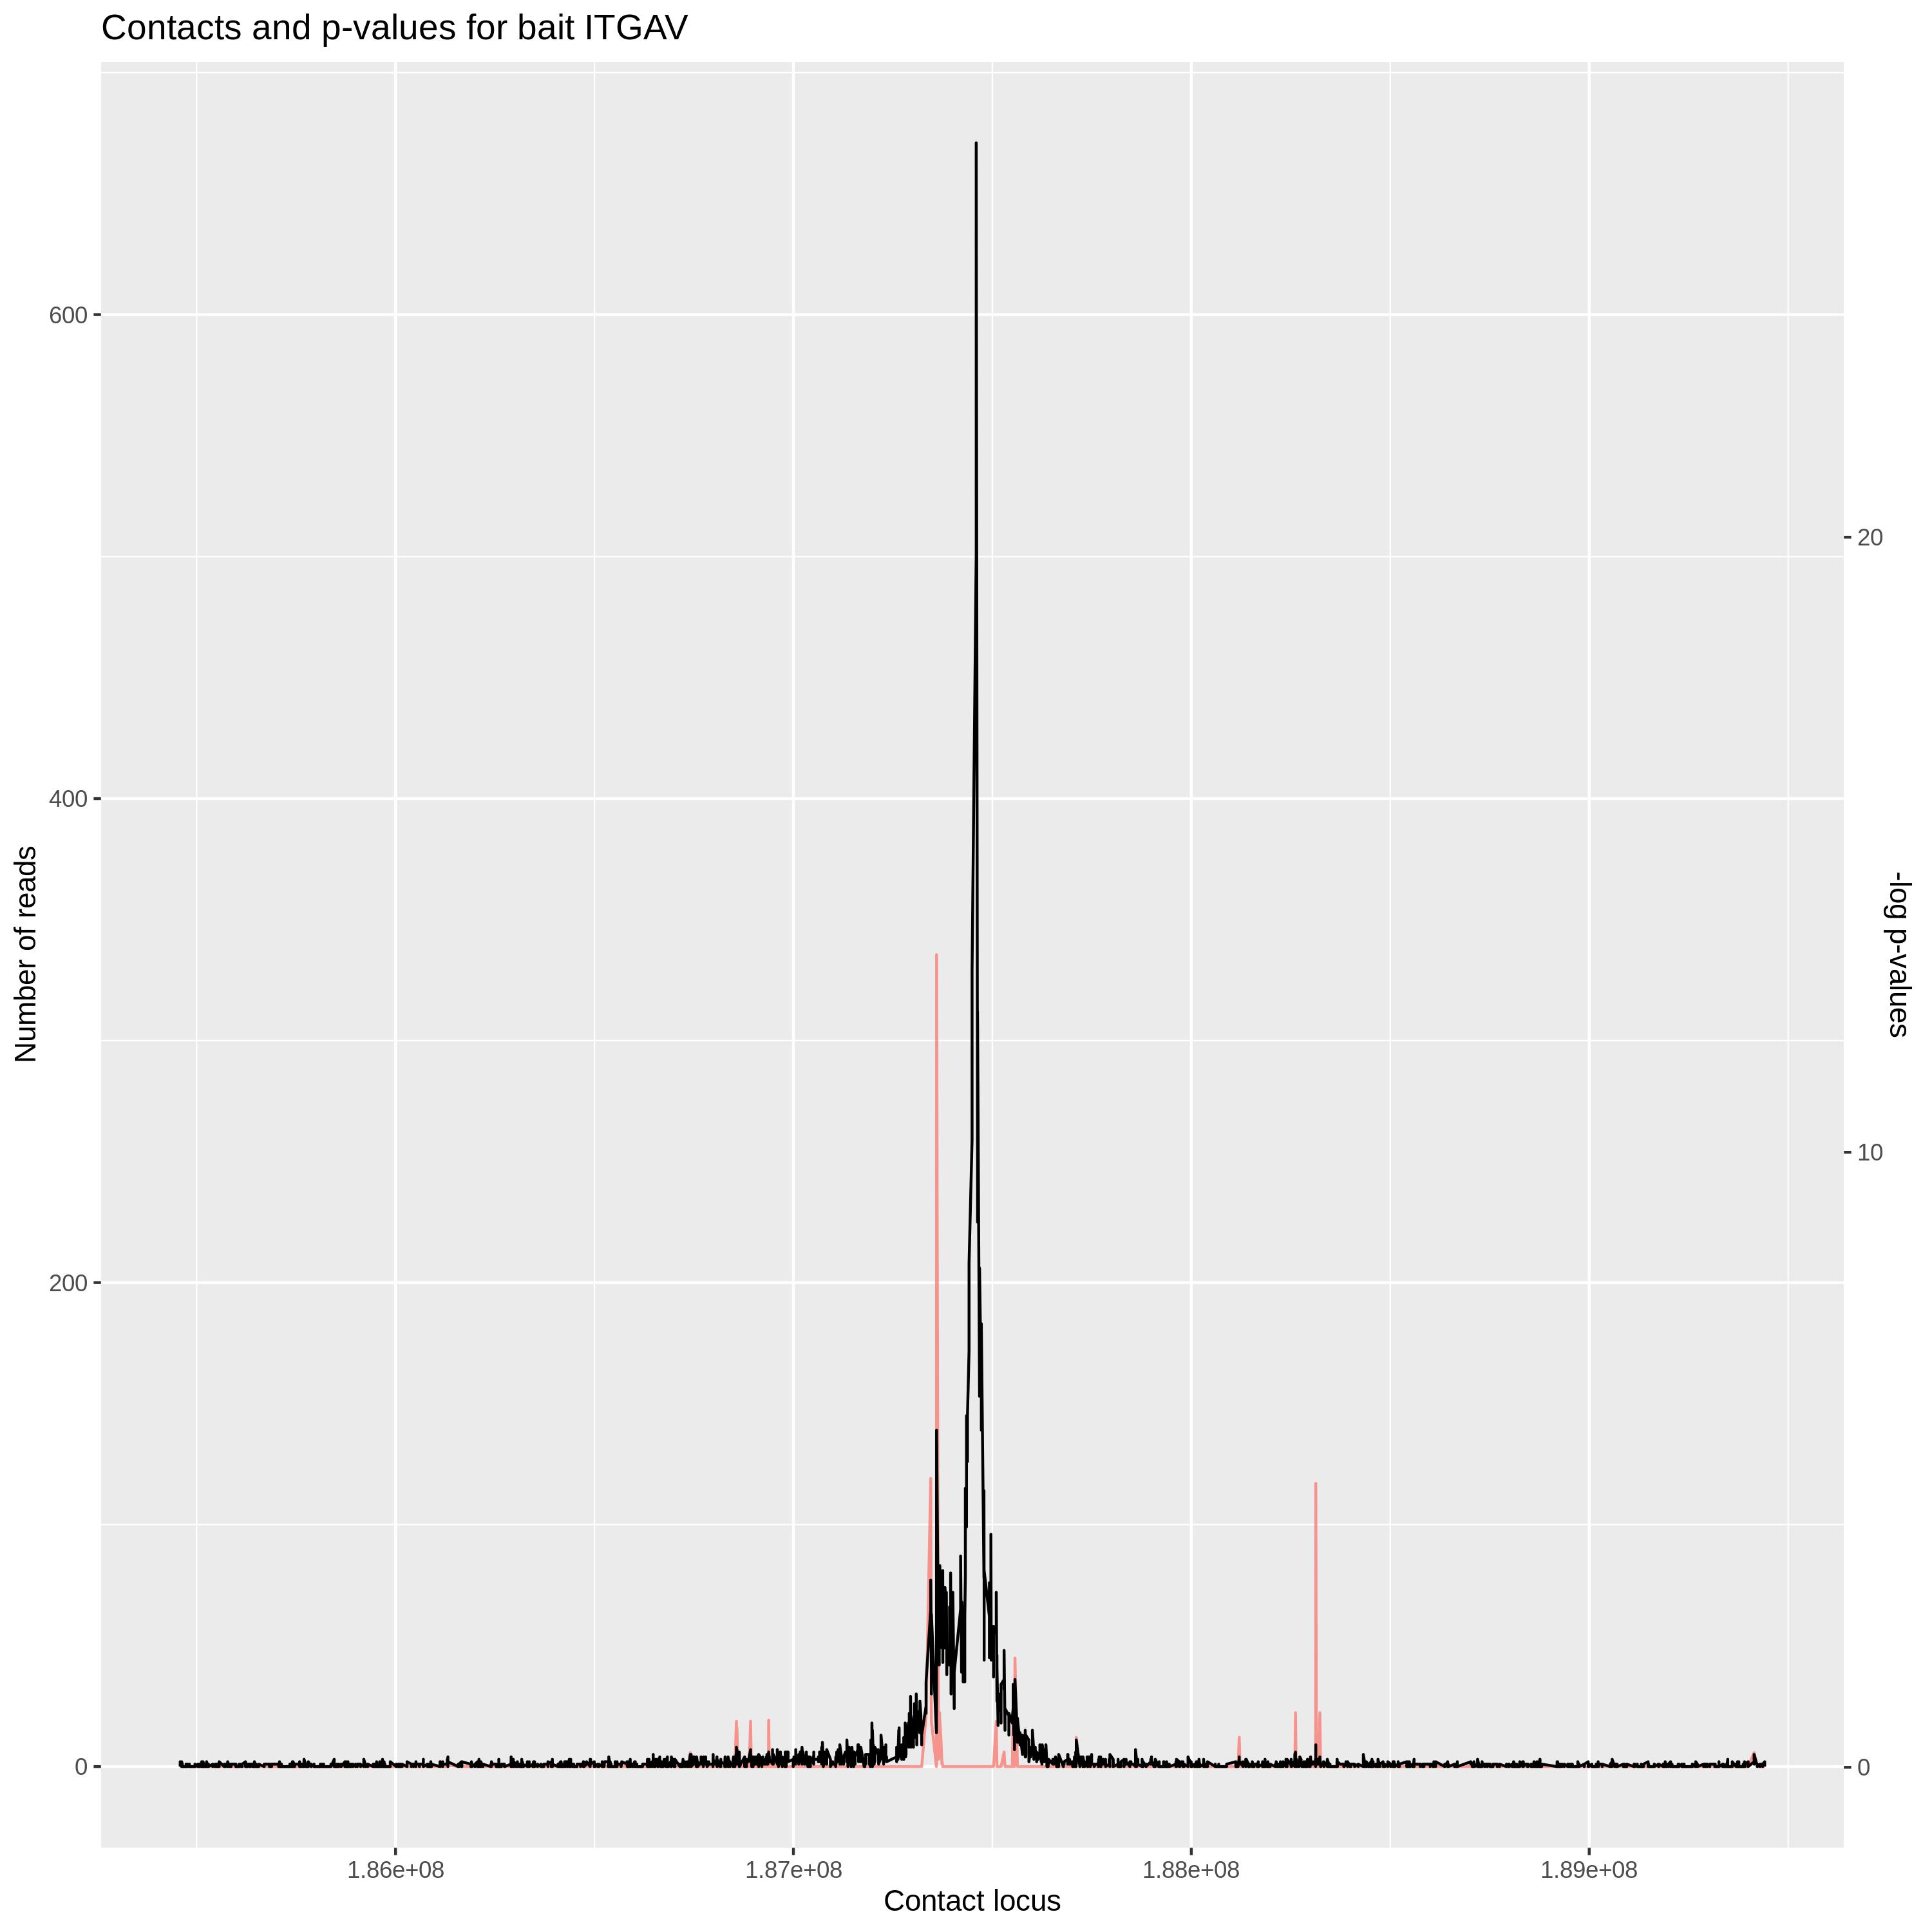 Contacts and p-values for bait ITGAV
600
400
200
0
Number of reads
20
10
0
-log p-values
1.86e+08
1.87e+08
1.88e+08
1.89e+08
Contact locus